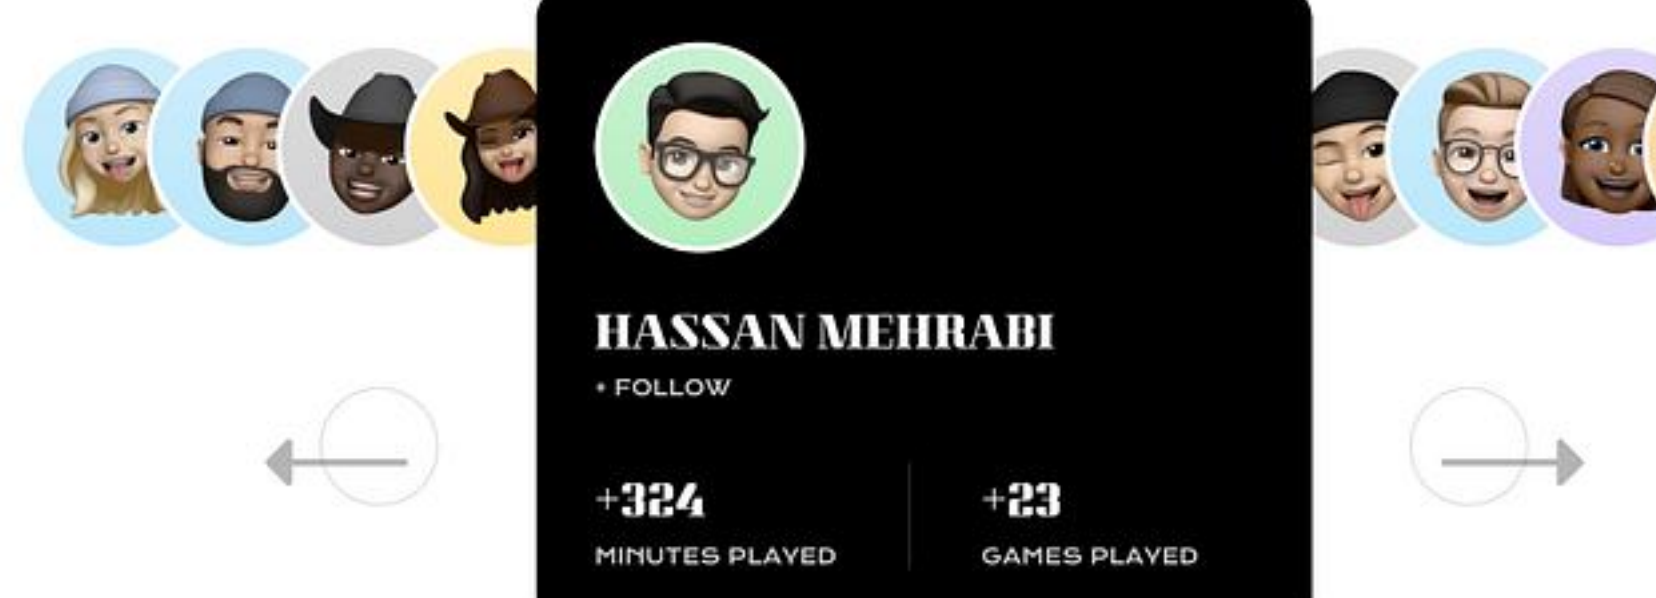 HASSAN MEHRABI
• FOLLOW
+324
MINUTES PLAYED
+23
GAMES PLAYED